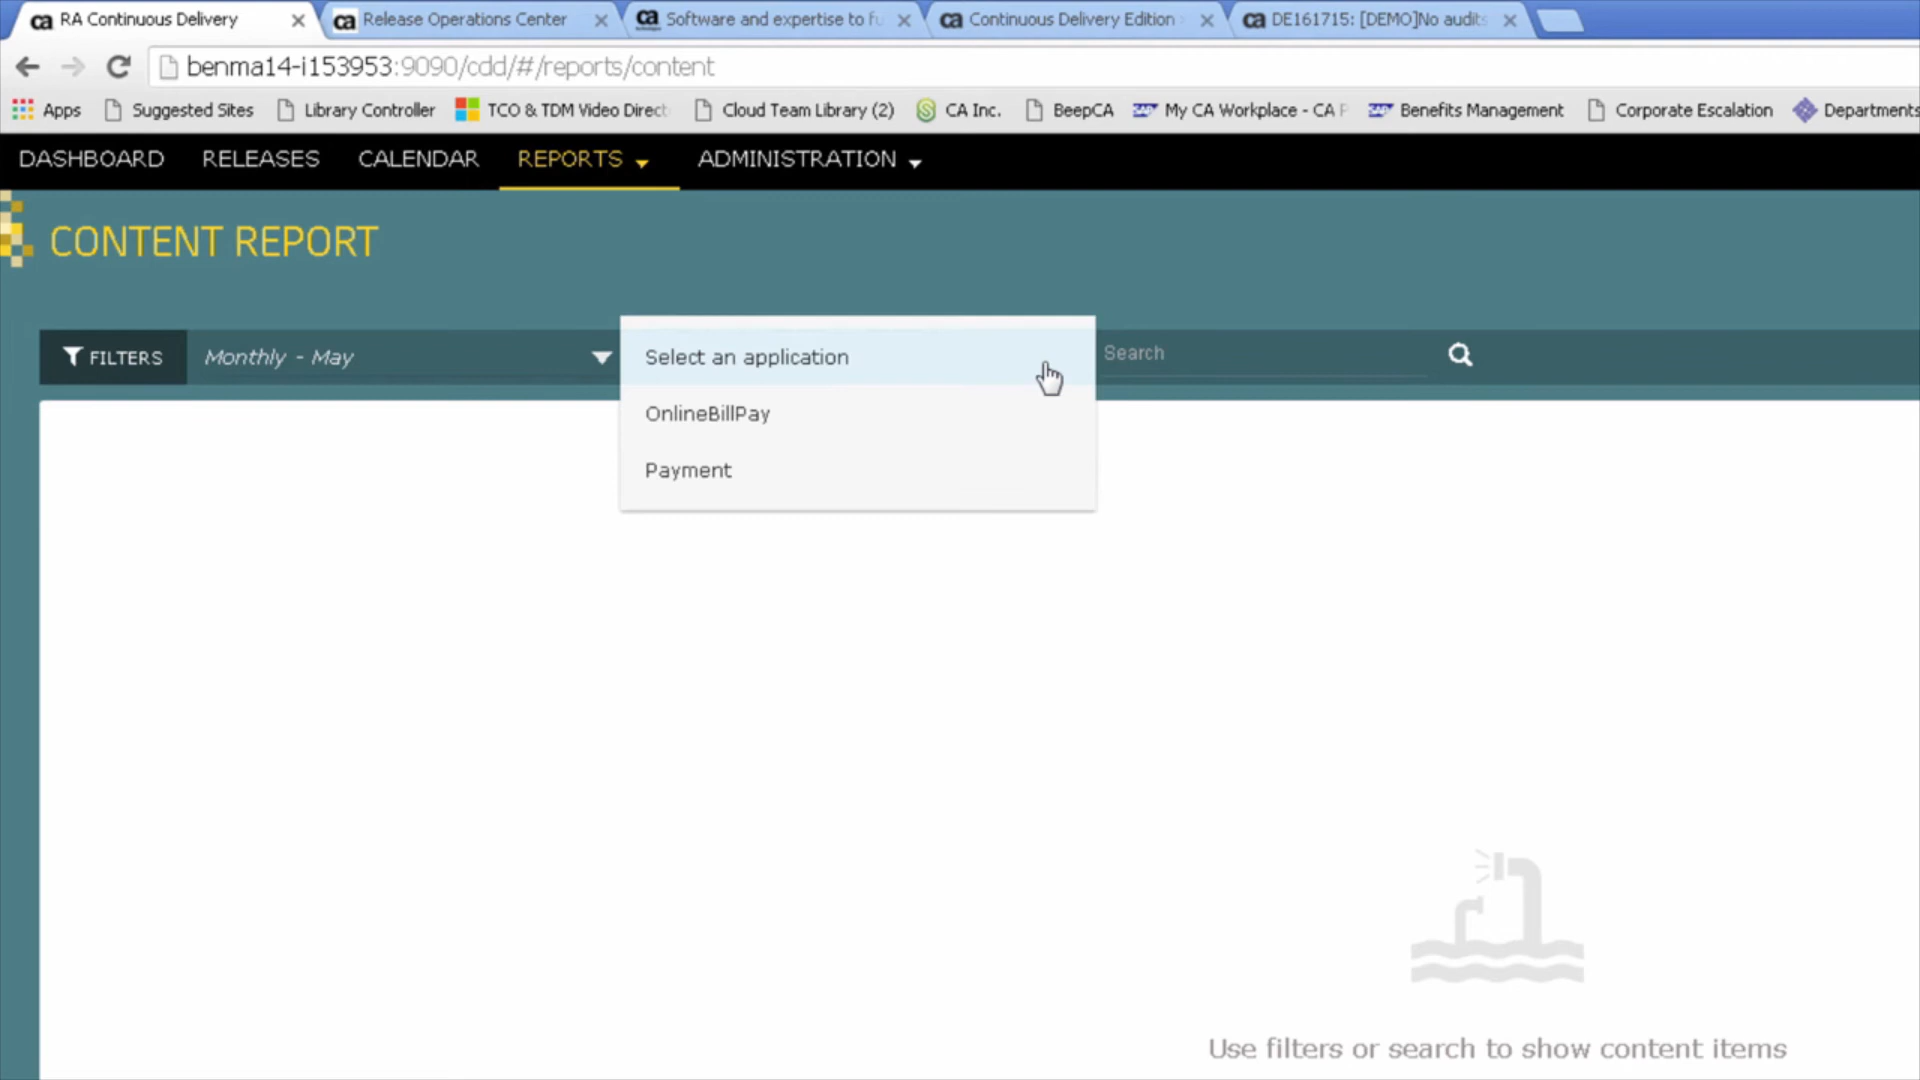 RA Continuous Delivery
Release Operations Center
Software and expertise to fu
Continuous Delivery Edition
DE161715: [DEMO]No audits
benma14-i153953:9090/cdd/#/reports/content
Apps
Suggested Sites
Library Controller
TCO & TDM Video Direct
Cloud Team Library (2)
CA Inc.
BeepCA
My CA Workplace - CA
Benefits Management
Corporate Escalation
Departments
DASHBOARD
RELEASES
CALENDAR
REPORTS
ADMINISTRATION
CONTENT REPORT
FILTERS
Monthly - May
Select an application
Search
OnlineBillPay
Payment
Use filters or search to show content items